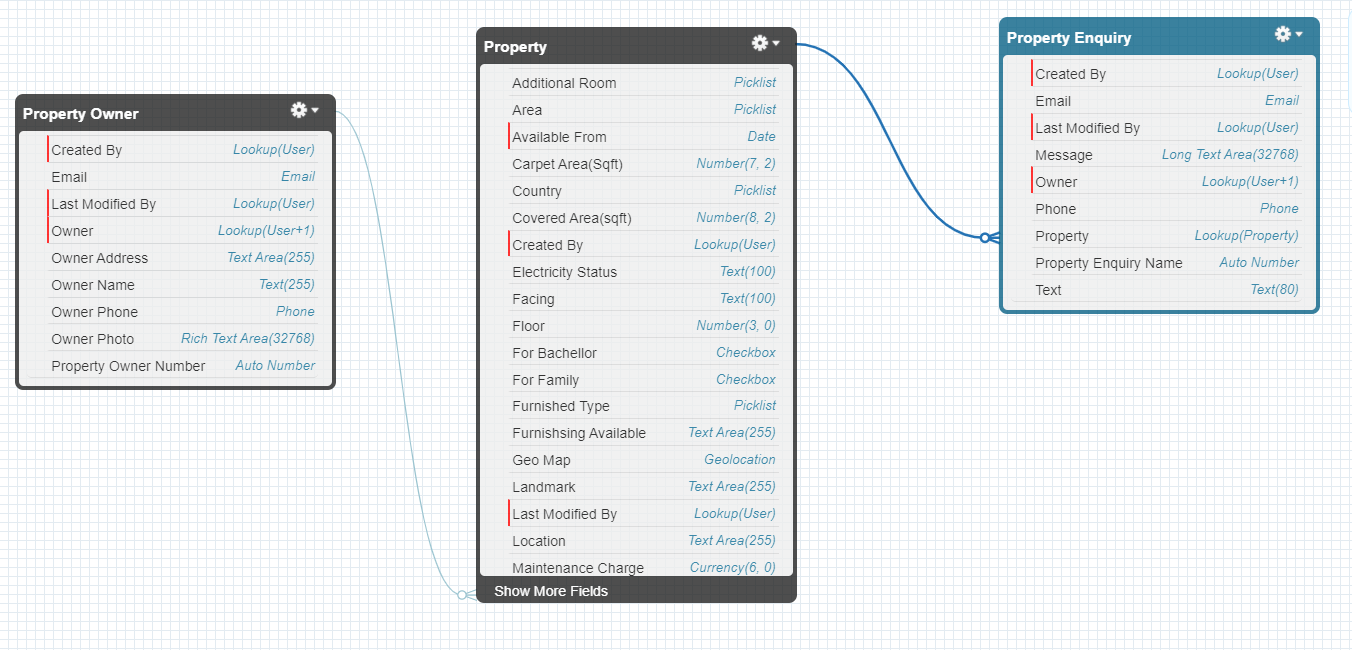 Property Owner
Created By Lookup(User)
Email Email
Last Modified By Lookup(User)
Owner Lookup(User+1)
Owner Address Text Area(255)
Owner Name Text(255)
Owner Phone Phone
Owner Photo Rich Text Area(32768)
Property Owner Number Auto Number
Property
Additional Room Picklist
Area Picklist
Available From Date
Carpet Area(Sqft) Number(7, 2)
Country Picklist
Covered Area(sqft) Number(8, 2)
Created By Lookup(User)
Electricity Status Text(100)
Facing Text(100)
Floor Number(3, 0)
For Bachellor Checkbox
For Family Checkbox
Furnished Type Picklist
Furnishsing Available Text Area(255)
Geo Map Geolocation
Landmark Text Area(255)
Last Modified By Lookup(User)
Location Text Area(255)
Maintenance Charge Currency(6, 0)
Show More Fields
Property Enquiry
Created By Lookup(User)
Email Email
Last Modified By Lookup(User)
Message Long Text Area(32768)
Owner Lookup(User+1)
Phone Phone
Property Lookup(Property)
Property Enquiry Name Auto Number
Text Text(80)